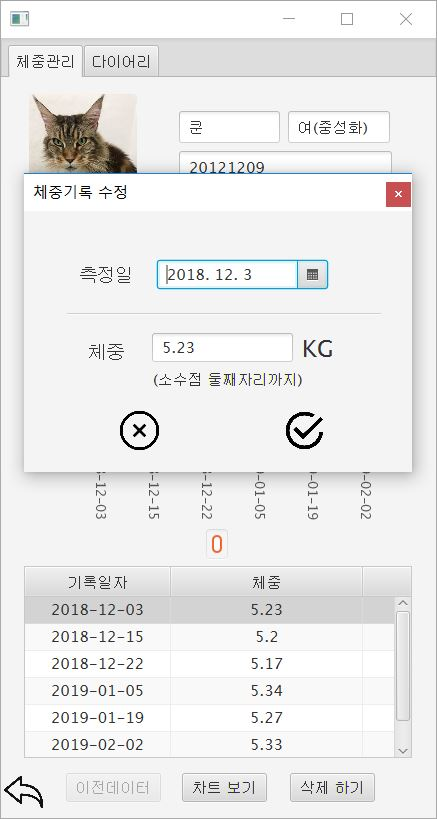 체중관리 다이어리
쿤 여(중성화)
20121209
체중기록 수정
측정일 2018. 12. 3
체중 5.23 KG
(소수점 둘째자리까지)
-12-03 -12-15 -12-22 -01-05 -01-19 -02-02
0
기록일자 체중
2018-12-03 5.23
2018-12-15 5.2
2018-12-22 5.17
2019-01-05 5.34
2019-01-19 5.27
2019-02-02 5.33
이전데이터 차트 보기 삭제 하기